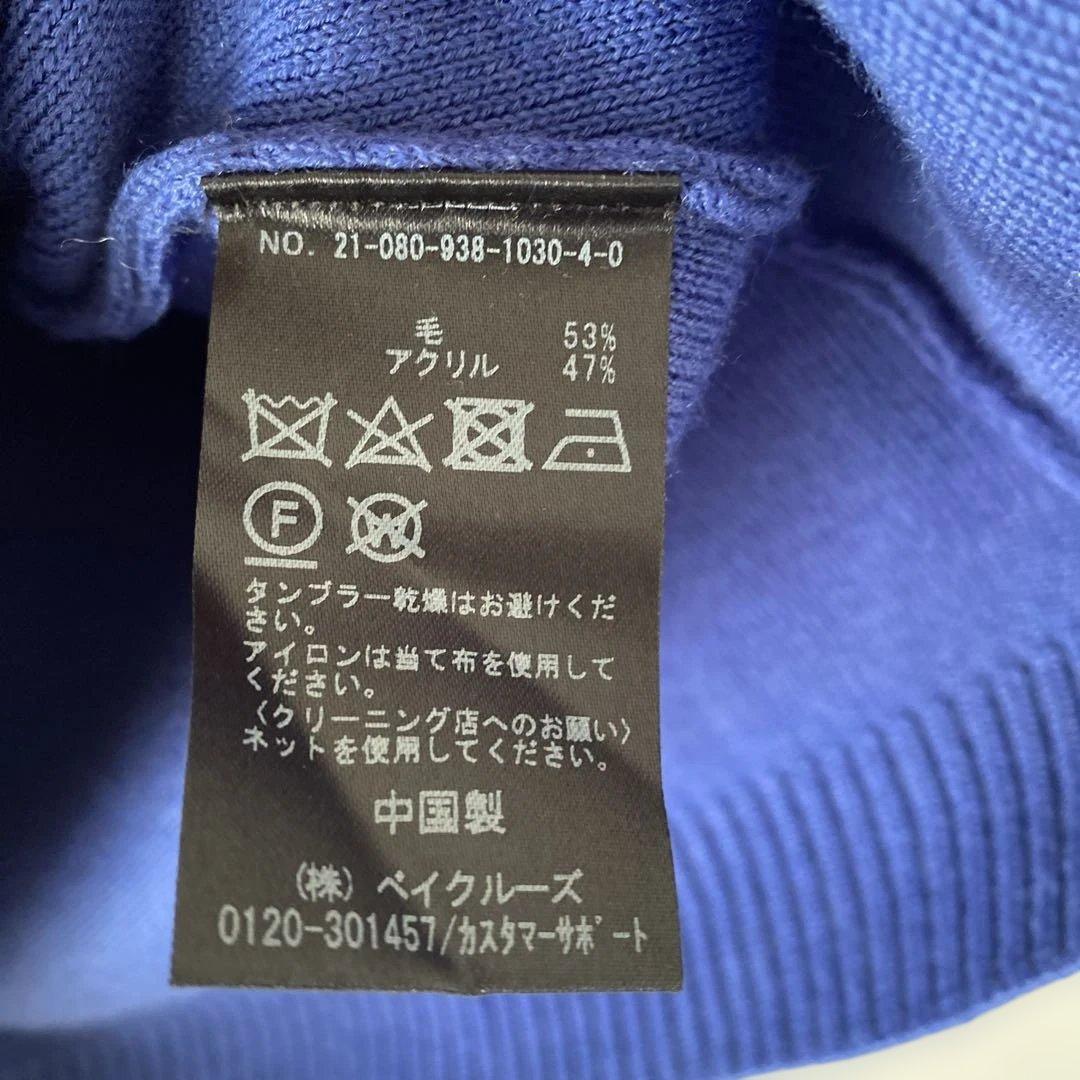 NO. 21-080-938-1030-4-0
毛 53%
アクリル 47%
F
W
タンブラー乾燥はお避けくだ
さい。
アイロンは当て布を使用して
ください。
〈クリーニング店へのお願い〉
ネットを使用してください。
中国製
(株) ベイクルーズ
0120-301457/カスタマーサポート